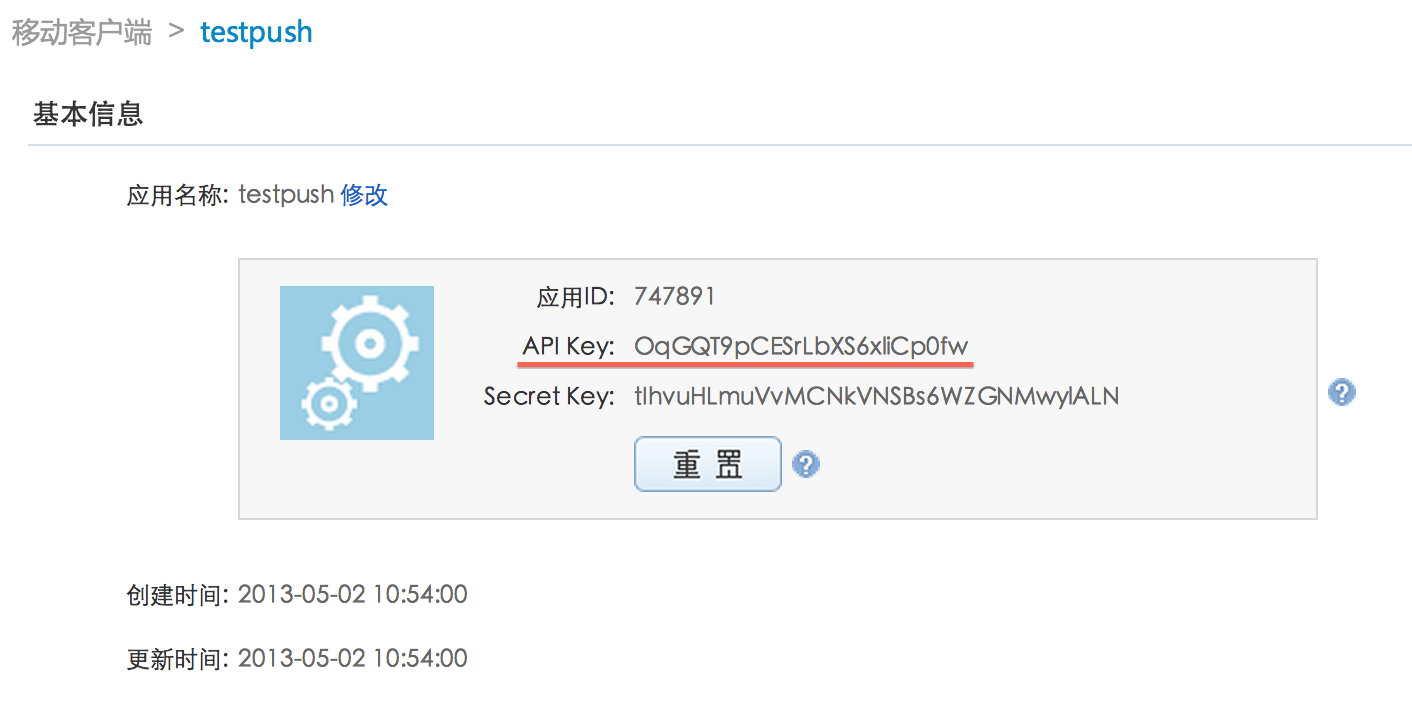 移动客户端 > testpush
基本信息
应用名称: testpush 修改
应用ID: 747891
API Key: OqGQT9pCESrLbXS6xliCp0fw
Secret Key: tlhvuHLmuVvMCNkVNSBs6WZGNMwylALN
重置
创建时间: 2013-05-02 10:54:00
更新时间: 2013-05-02 10:54:00